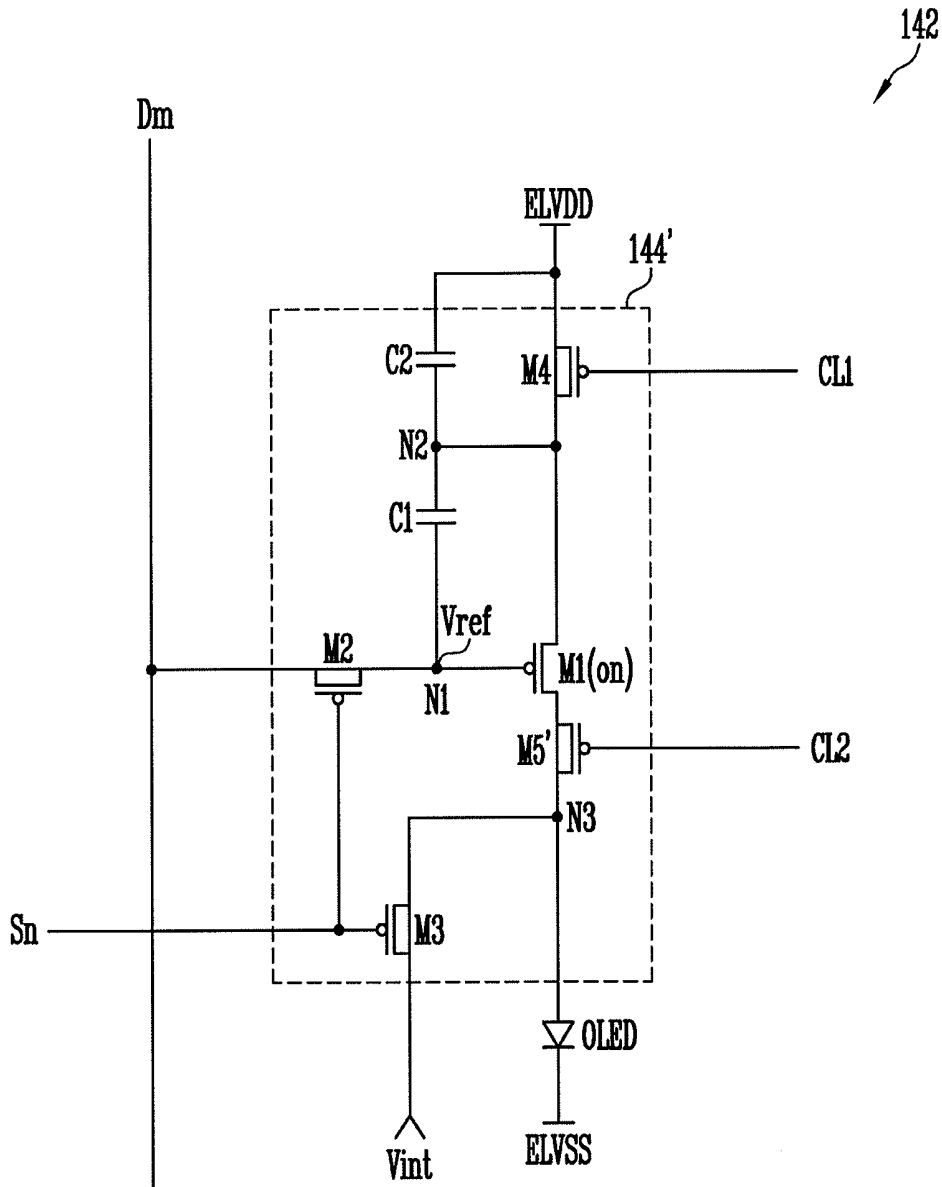 142
Dm
ELVDD
144'
C2
M4
CL1
N2
C1
Vref
M2
N1
M1(on)
M5'
CL2
N3
Sn
M3
OLED
Vint
ELVSS